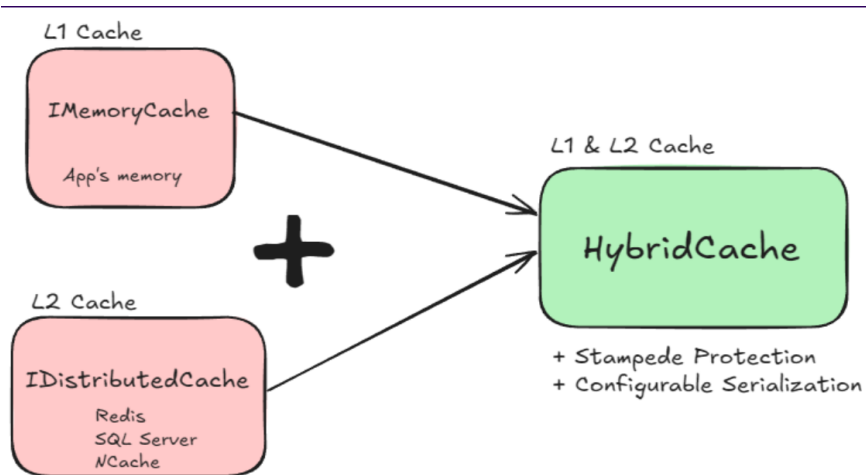 L1 Cache
IMemoryCache
App's memory
L2 Cache
IDistributedCache
Redis
SQL Server
NCache
L1 & L2 Cache
HybridCache
+ Stampede Protection
+ Configurable Serialization